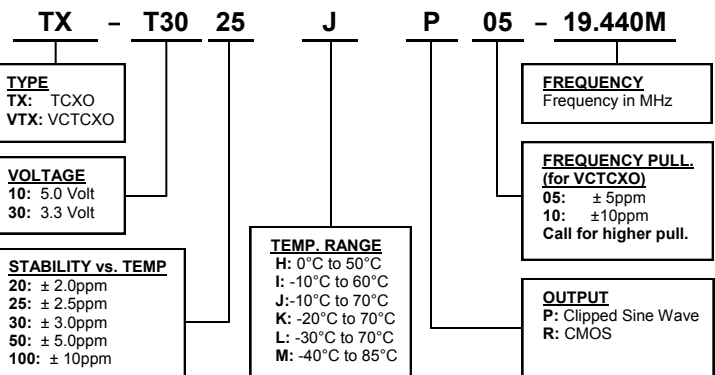 TX – T30 25 J P 05 – 19.440M
TYPE
TX: TCXO
VTX: VCTCXO
VOLTAGE
10: 5.0 Volt
30: 3.3 Volt
STABILITY vs. TEMP
20: ± 2.0ppm
25: ± 2.5ppm
30: ± 3.0ppm
50: ± 5.0ppm
100: ± 10ppm
TEMP. RANGE
H: 0°C to 50°C
I: -10°C to 60°C
J:-10°C to 70°C
K: -20°C to 70°C
L: -30°C to 70°C
M: -40°C to 85°C
FREQUENCY
Frequency in MHz
FREQUENCY PULL.
(for VCTCXO)
05: ± 5ppm
10: ±10ppm
Call for higher pull.
OUTPUT
P: Clipped Sine Wave
R: CMOS